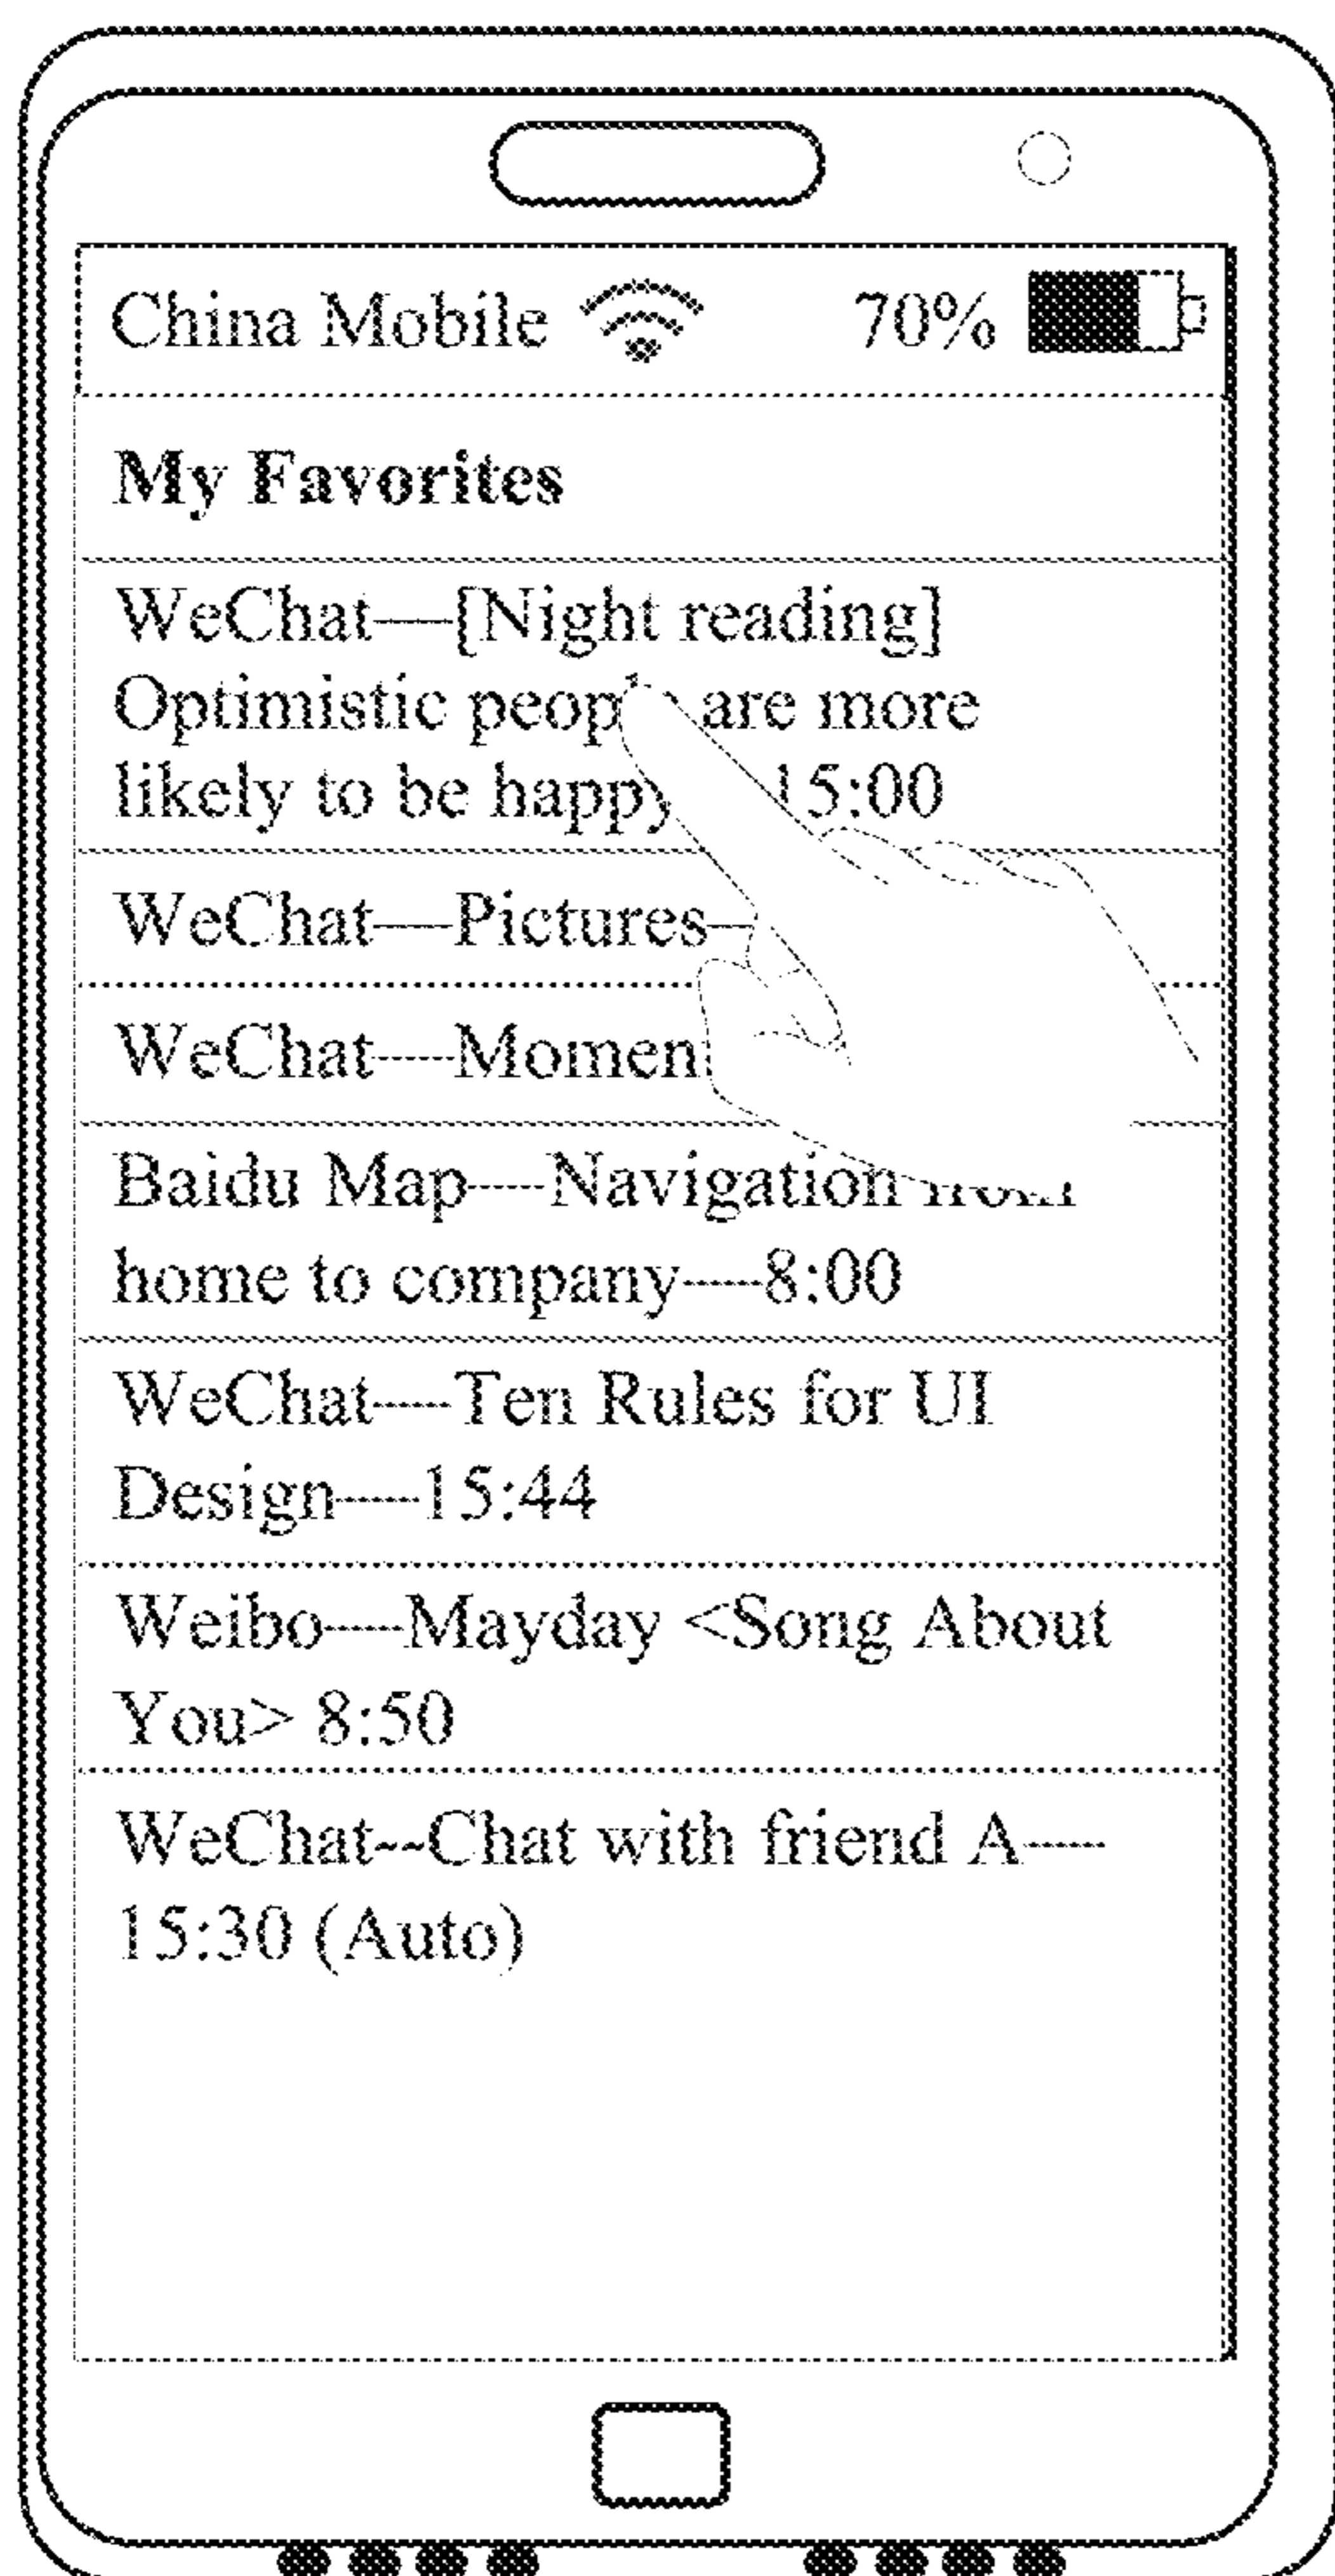 China Mobile 70%
My Favorites
WeChat—[Night reading]
Optimistic people are more
likely to be happy 15:00
WeChat—Pictures—
WeChat—Momen
Baidu Map—Navigation from
home to company—8:00
WeChat—Ten Rules for UI
Design—15:44
Weibo—Mayday <Song About
You> 8:50
WeChat--Chat with friend A—
15:30 (Auto)